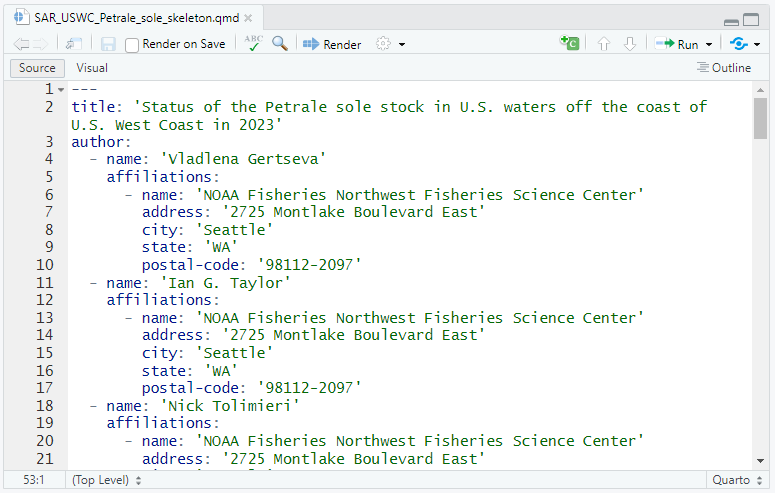 SAR_USWC_Petrale_sole_skeleton.qmd
Render on Save
ABC
Render
C
Run
Source
Visual
Outline
1 ---
2 title: 'Status of the Petrale sole stock in U.S. waters off the coast of
U.S. West Coast in 2023'
3 author:
4   - name: 'Vladlena Gertseva'
5     affiliations:
6       - name: 'NOAA Fisheries Northwest Fisheries Science Center'
7         address: '2725 Montlake Boulevard East'
8         city: 'Seattle'
9         state: 'WA'
10         postal-code: '98112-2097'
11   - name: 'Ian G. Taylor'
12     affiliations:
13       - name: 'NOAA Fisheries Northwest Fisheries Science Center'
14         address: '2725 Montlake Boulevard East'
15         city: 'Seattle'
16         state: 'WA'
17         postal-code: '98112-2097'
18   - name: 'Nick Tolimieri'
19     affiliations:
20       - name: 'NOAA Fisheries Northwest Fisheries Science Center'
21         address: '2725 Montlake Boulevard East'
53:1
(Top Level)
Quarto